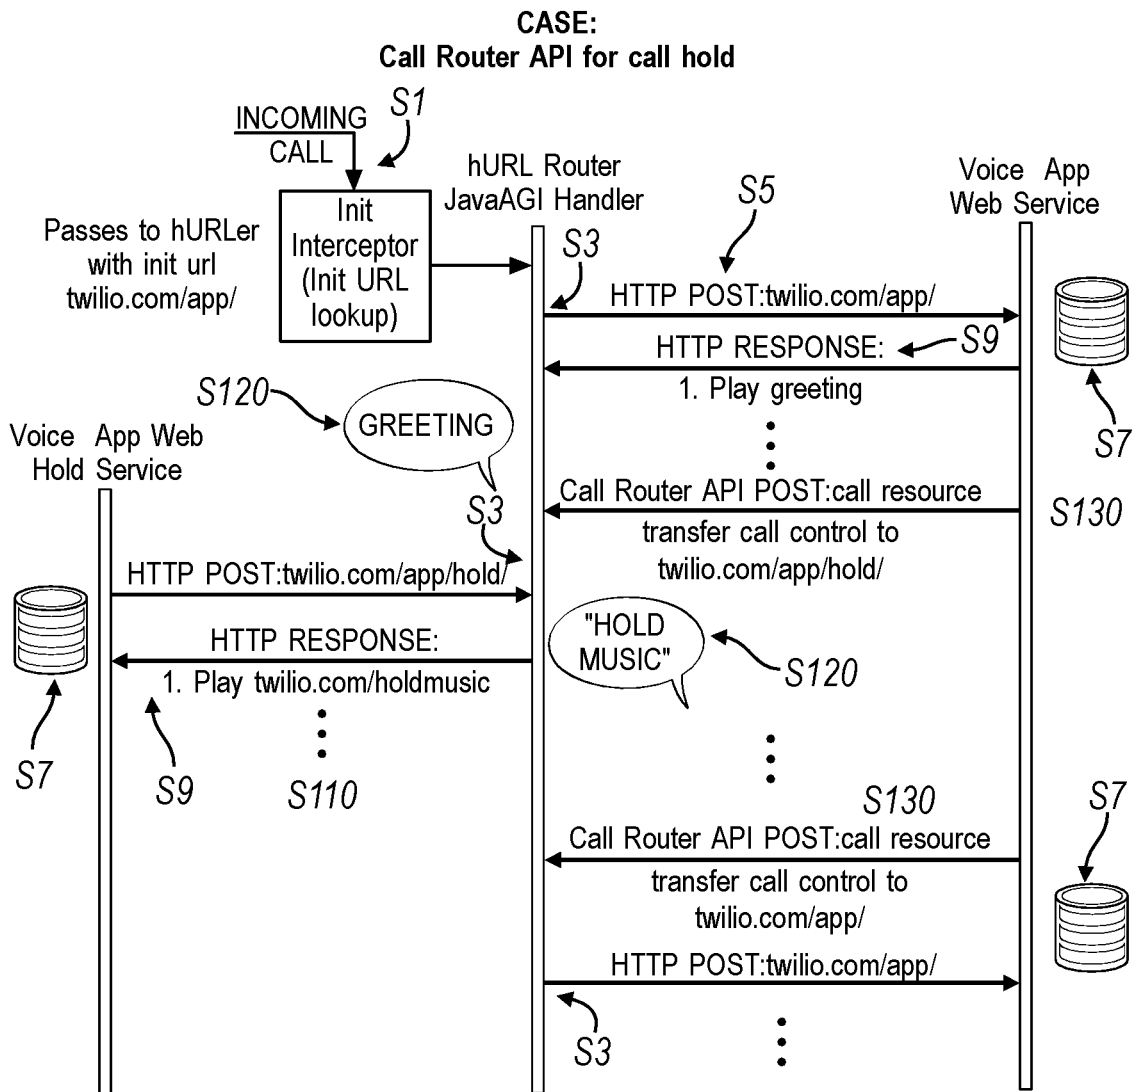 CASE:
Call Router API for call hold
S1
INCOMING
CALL
hURL Router
JavaAGI Handler
Voice App
Web Service
Init
Interceptor
(Init URL
lookup)
Passes to hURLer
with init url
twilio.com/app/
S3
S5
HTTP POST:twilio.com/app/
HTTP RESPONSE:
S9
1. Play greeting
S7
S120
GREETING
Voice App Web
Hold Service
S3
Call Router API POST:call resource
transfer call control to
twilio.com/app/hold/
S130
HTTP POST:twilio.com/app/hold/
HTTP RESPONSE:
1. Play twilio.com/holdmusic
"HOLD
MUSIC"
S120
S7
S9
S110
S130
S7
Call Router API POST:call resource
transfer call control to
twilio.com/app/
HTTP POST:twilio.com/app/
S3